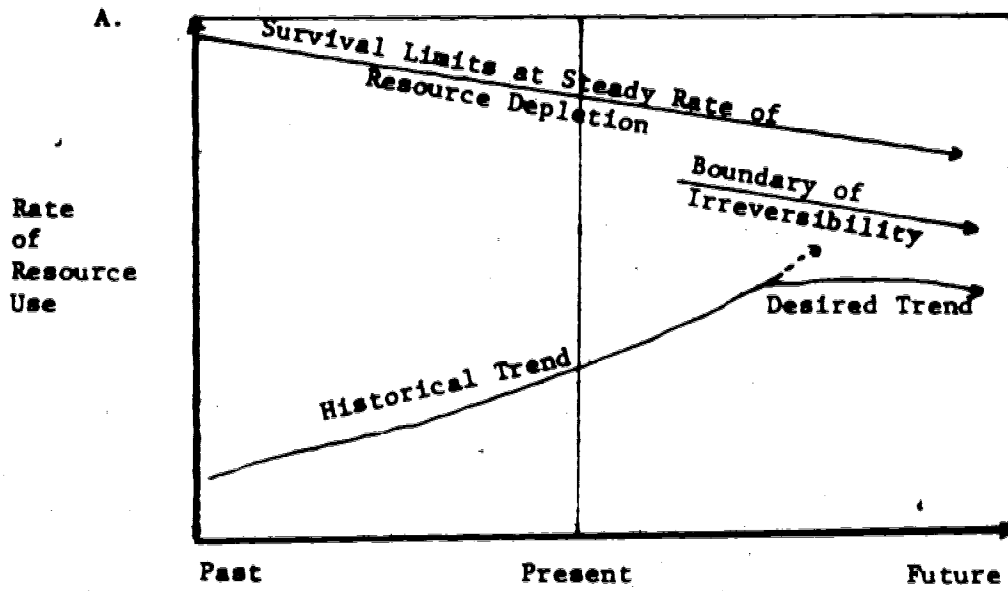 A.
Survival Limits at Steady Rate of
Resource Depletion
Boundary of
Irreversibility
Rate
of
Resource
Use
Desired Trend
Historical Trend
Past Present Future